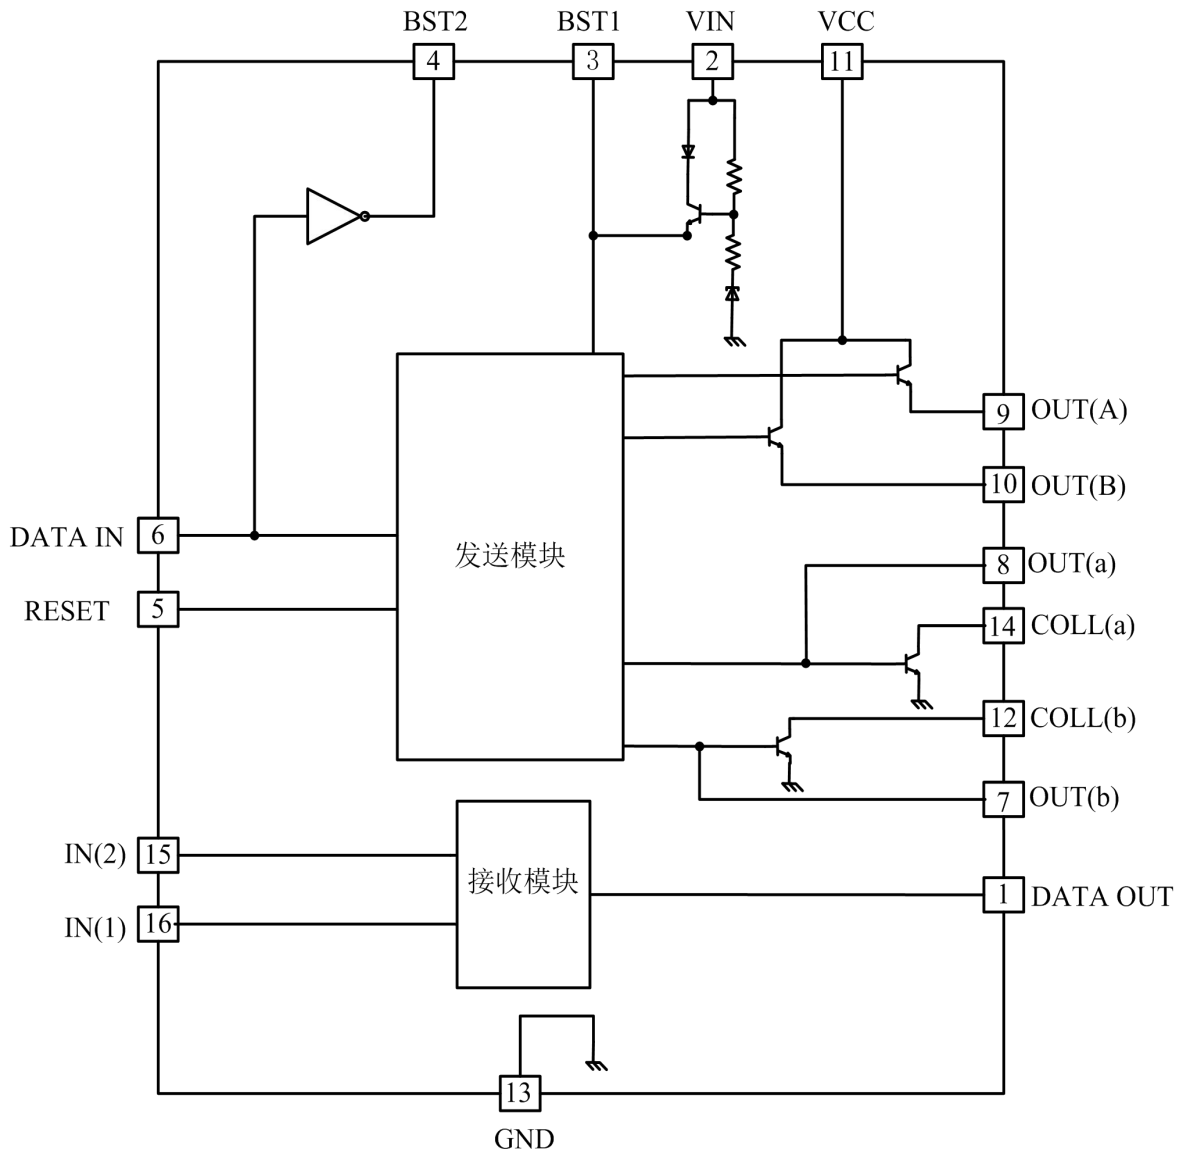 BST2
BST1
VIN
VCC
4
3
2
11
9
OUT(A)
10
OUT(B)
DATA IN
6
发送模块
8
OUT(a)
RESET
5
14
COLL(a)
12
COLL(b)
7
OUT(b)
IN(2)
15
接收模块
1
DATA OUT
IN(1)
16
13
GND